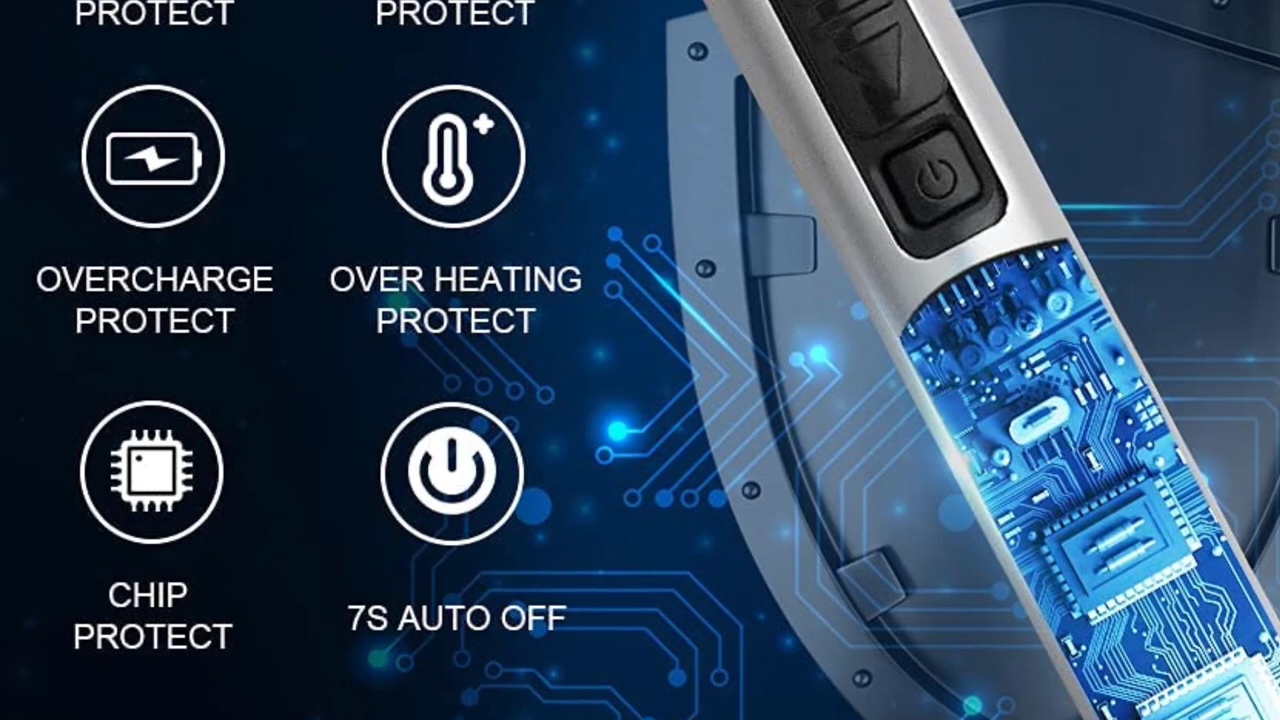 PROTECT PROTECT
OVERCHARGE
PROTECT
OVER HEATING
PROTECT
CHIP
PROTECT
7S AUTO OFF